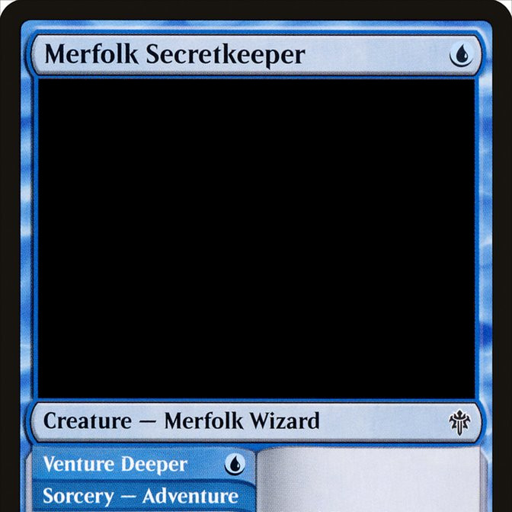 Merfolk Secretkeeper
Creature — Merfolk Wizard
Venture Deeper
Sorcery — Adventure